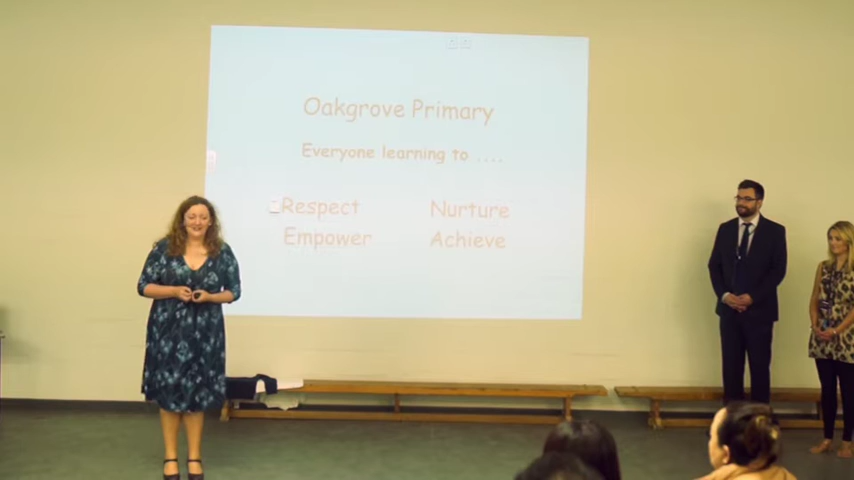 Oakgrove Primary
Everyone learning to ....
Respect Nurture
Empower Achieve